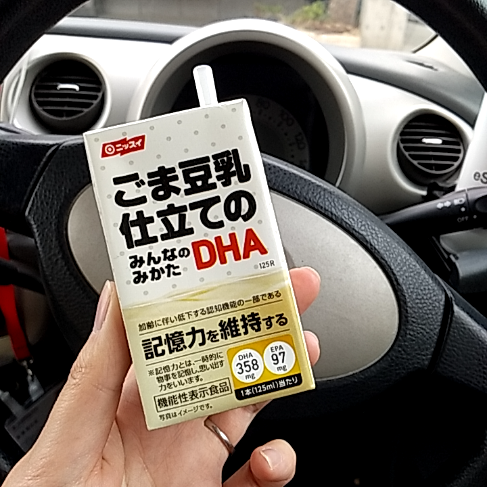 ニッスイ
ごま豆乳
仕立ての
みんなの
みかた
DHA
125R
加齢に伴い低下する認知機能の一部である
記憶力を維持する
※記憶力とは、一時的に
物事を記憶し、思い出す
力をいいます。
機能性表示食品
写真はイメージです。
DHA
358
mg
EPA
97
mg
1本(125ml)当たり
OFF